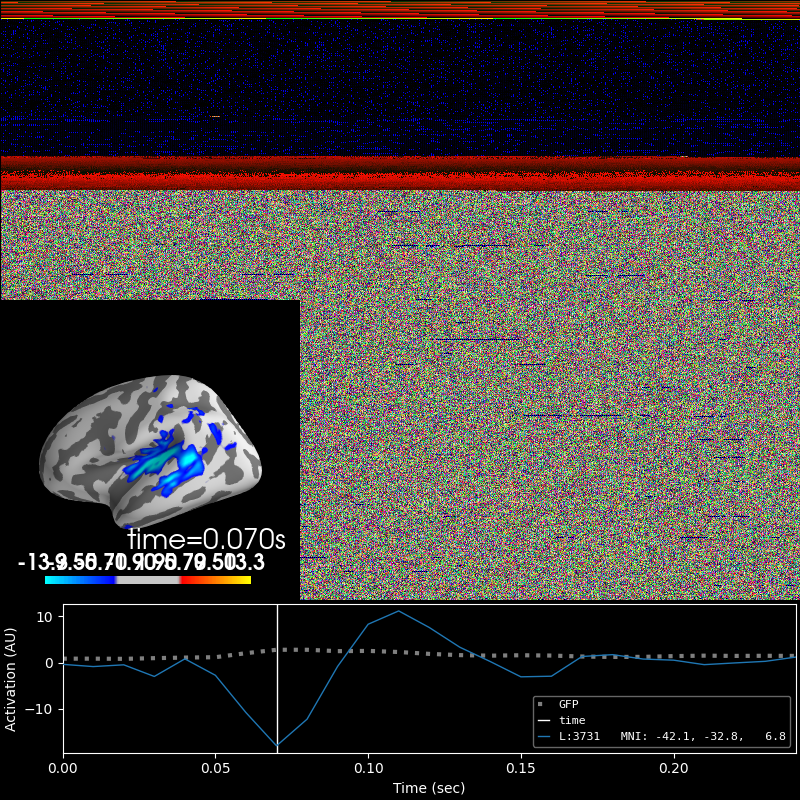 time=0.070s
10
0
−10
Activation (AU)
GFP
time
L:3731 MNI: -42.1, -32.8, 6.8
0.00 0.05 0.10 0.15 0.20
Time (sec)